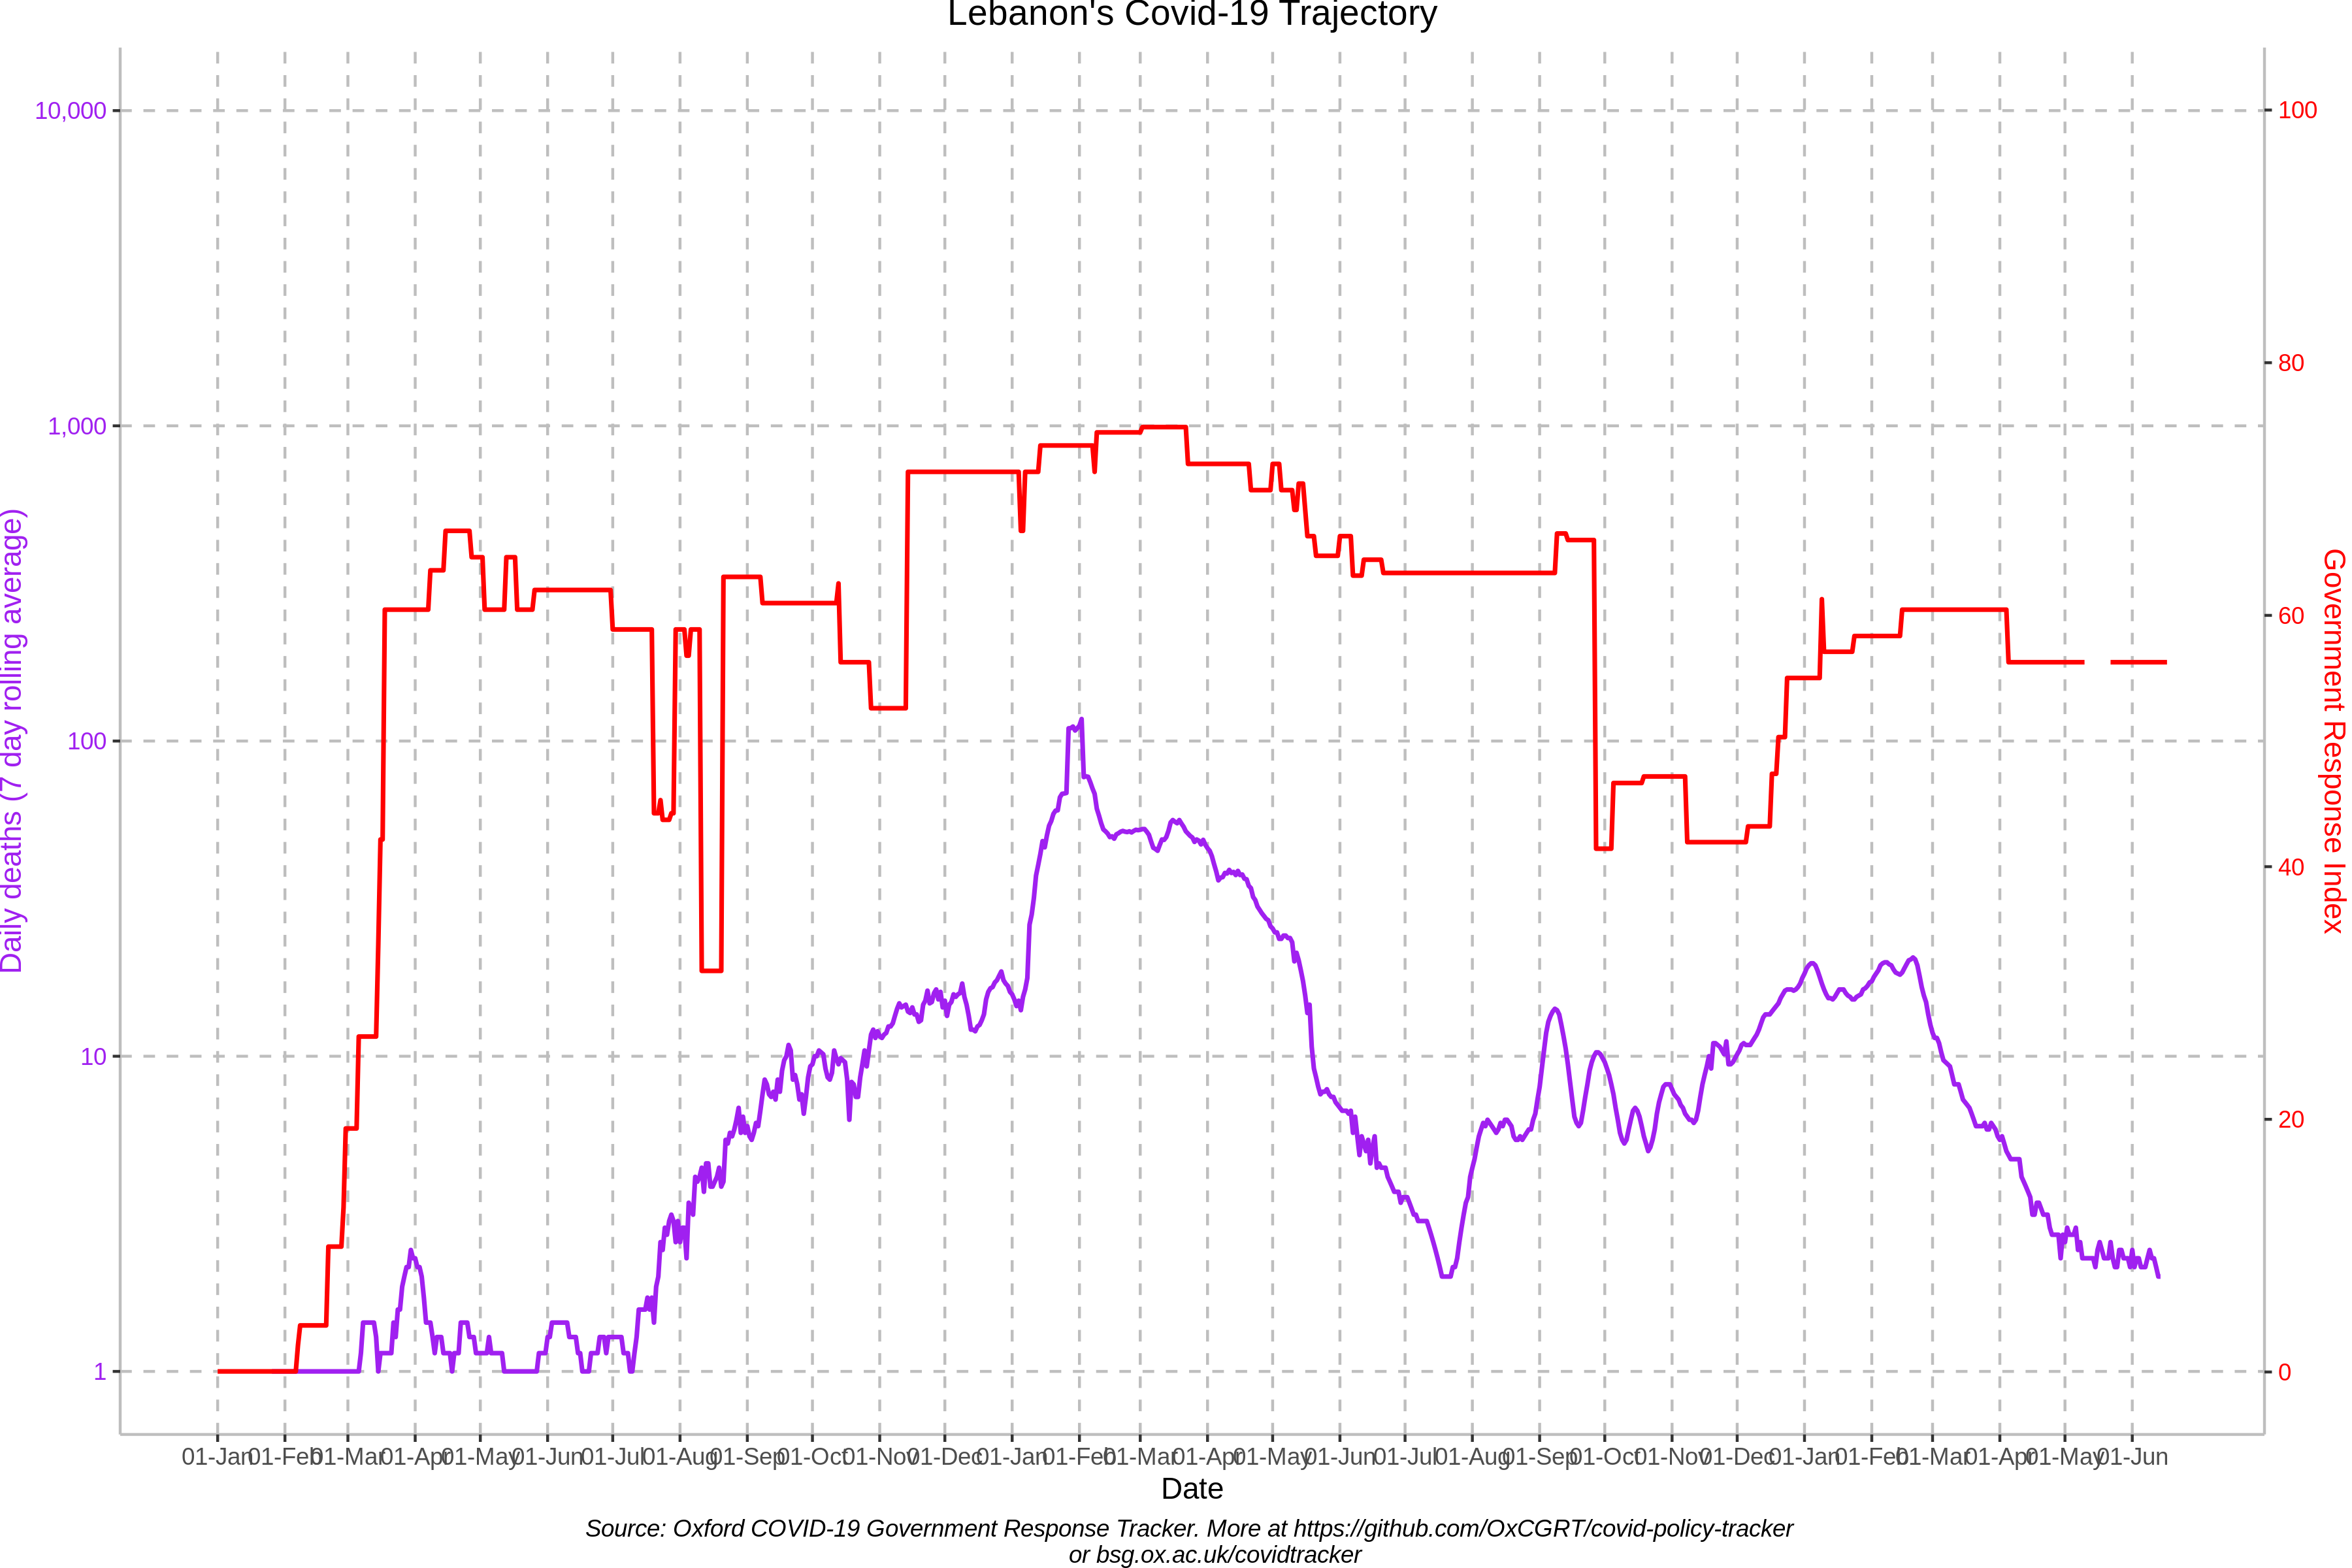 Lebanon's Covid-19 Trajectory
10,000
1,000
100
10
1
Daily deaths (7 day rolling average)
100
80
60
40
20
0
Government Response Index
01-Jan 01-Feb 01-Mar 01-Apr 01-May 01-Jun 01-Jul 01-Aug 01-Sep 01-Oct 01-Nov 01-Dec 01-Jan 01-Feb 01-Mar 01-Apr 01-May 01-Jun 01-Jul 01-Aug 01-Sep 01-Oct 01-Nov 01-Dec 01-Jan 01-Feb 01-Mar 01-Apr 01-May 01-Jun
Date
Source: Oxford COVID-19 Government Response Tracker. More at https://github.com/OxCGRT/covid-policy-tracker
or bsg.ox.ac.uk/covidtracker